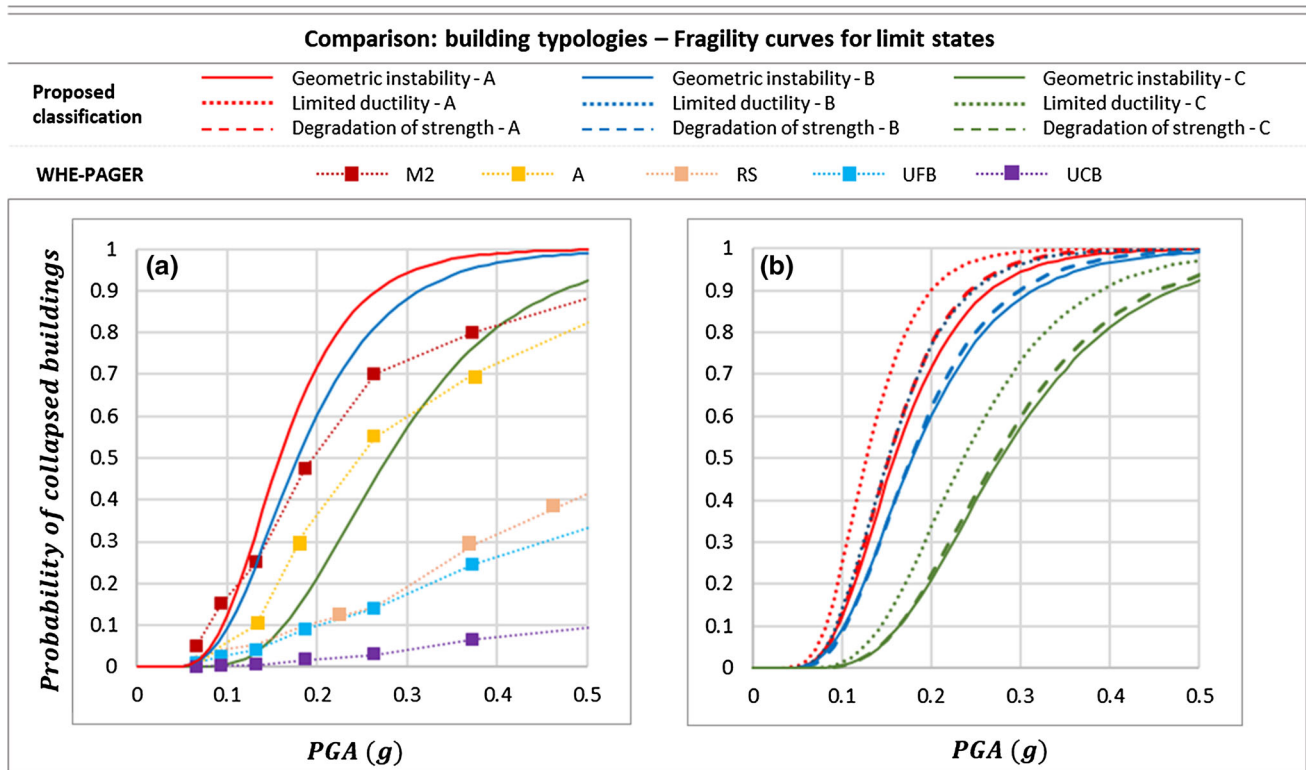 Comparison: building typologies – Fragility curves for limit states
Proposed classification
Geometric instability - A
Geometric instability - B
Geometric instability - C
Limited ductility - A
Limited ductility - B
Limited ductility - C
Degradation of strength - A
Degradation of strength - B
Degradation of strength - C
WHE-PAGER
M2
A
RS
UFB
UCB
Probability of collapsed buildings
(a)
1
0.9
0.8
0.7
0.6
0.5
0.4
0.3
0.2
0.1
0
0 0.1 0.2 0.3 0.4 0.5
PGA (g)
(b)
1
0.9
0.8
0.7
0.6
0.5
0.4
0.3
0.2
0.1
0
0 0.1 0.2 0.3 0.4 0.5
PGA (g)